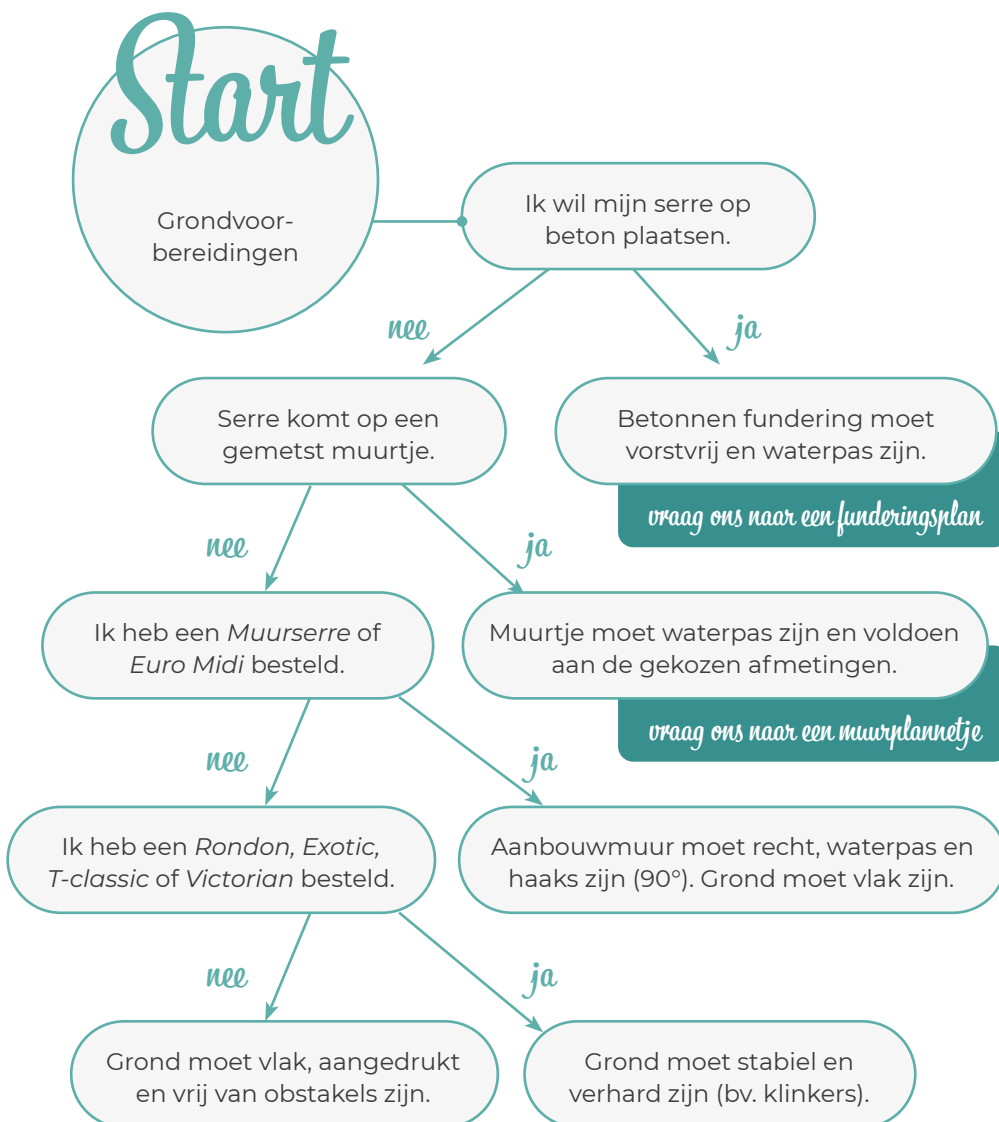 Start
Grondvoor-
bereidingen
Ik wil mijn serre op
beton plaatsen.
nee
ja
Serre komt op een
gemetst muurtje.
Betonnen fundering moet
vorstvrij en waterpas zijn.
vraag ons naar een funderingsplan
nee
ja
Ik heb een Muurserre of
Euro Midi besteld.
Muurtje moet waterpas zijn en voldoen
aan de gekozen afmetingen.
vraag ons naar een muurplannetje
nee
ja
Ik heb een Rondon, Exotic,
T-classic of Victorian besteld.
Aanbouwmuur moet recht, waterpas en
haaks zijn (90°). Grond moet vlak zijn.
nee
ja
Grond moet vlak, aangedrukt
en vrij van obstakels zijn.
Grond moet stabiel en
verhard zijn (bv. klinkers).